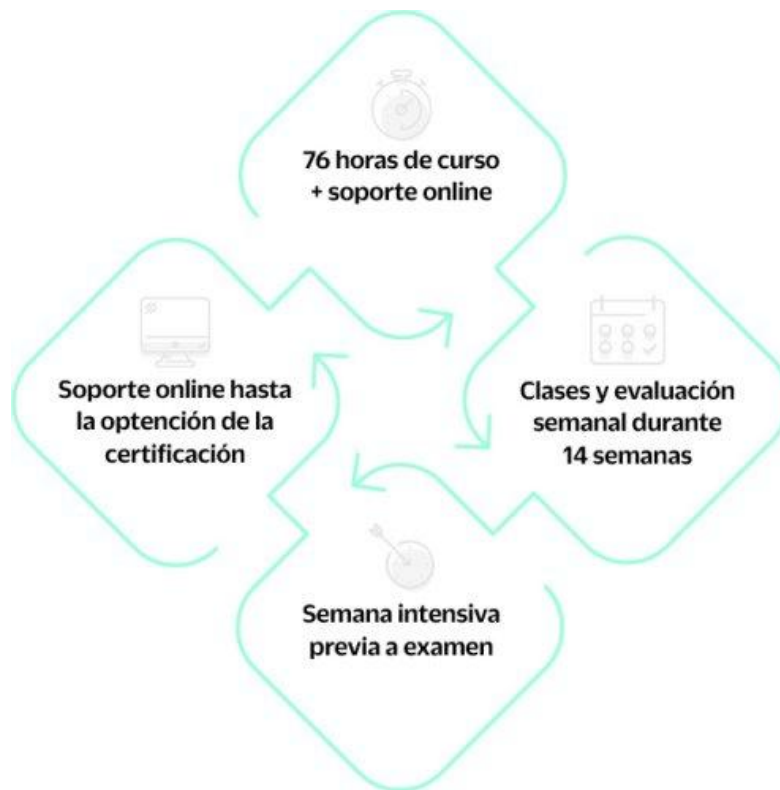 76 horas de curso
+ soporte online
Soporte online hasta
la optención de la
certificación
Clases y evaluación
semanal durante
14 semanas
Semana intensiva
previa a examen